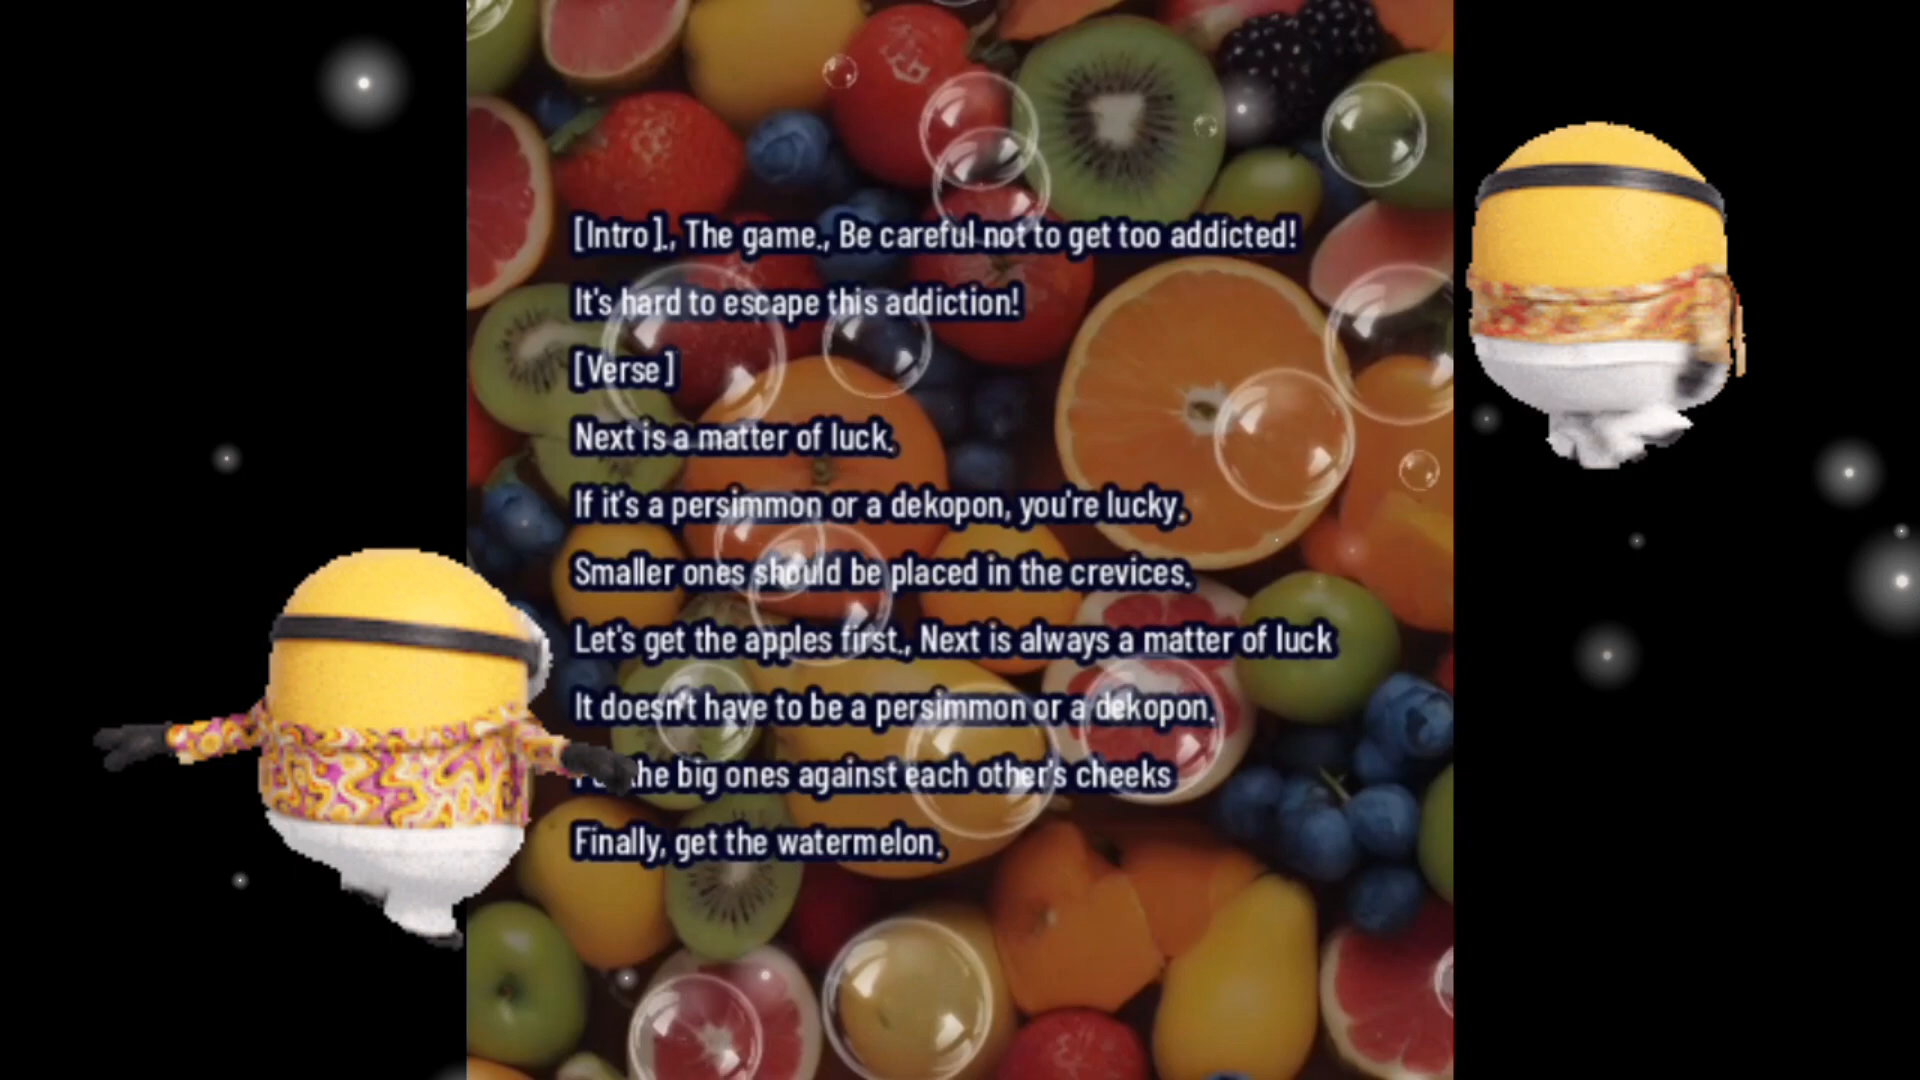 [Intro]., The game., Be careful not to get too addicted!
It's hard to escape this addiction!
[Verse]
Next is a matter of luck.
If it's a persimmon or a dekopon, you're lucky.
Smaller ones should be placed in the crevices.
Let's get the apples first., Next is always a matter of luck
It doesn't have to be a persimmon or a dekopon.
the big ones against each other's cheeks
Finally, get the watermelon.